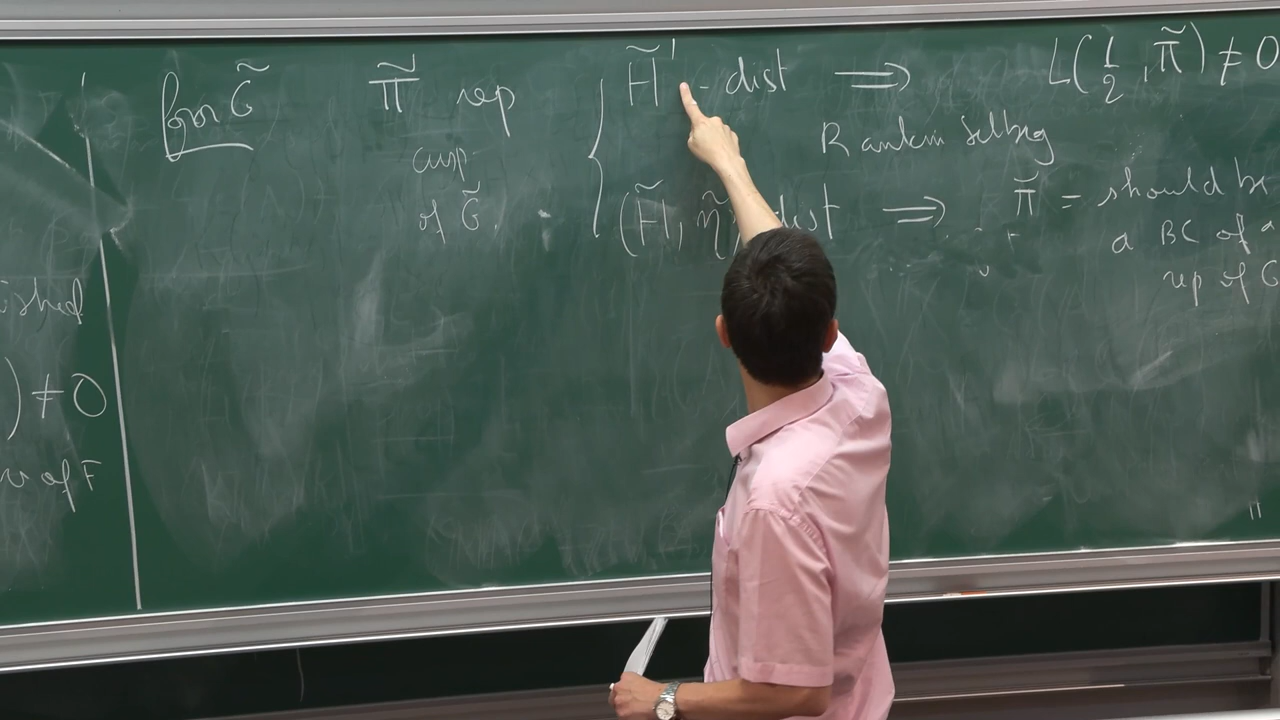 ished
) ≠ 0
v of F
for G̃
π̃ rep
cusp
of G̃.
H̃' - dist ⟹ L(1/2, π̃) ≠ 0
Rankin Selberg
(H̃, η̃) dist ⟹ π̃ = should be
a BC of a
rep of G